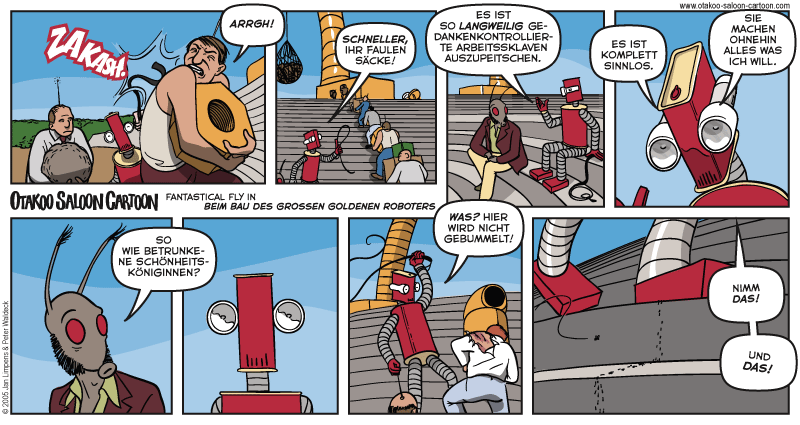 www.otakoo-saloon-cartoon.com
ZAKASH!
ARRGH!
SCHNELLER,
IHR FAULEN
SÄCKE!
ES IST
SO LANGWEILIG GE-
DANKENKONTROLLIER-
TE ARBEITSSKLAVEN
AUSZUPEITSCHEN.
ES IST
KOMPLETT
SINNLOS.
SIE
MACHEN
OHNEHIN
ALLES WAS
ICH WILL.
OTAKOO SALOON CARTOON
FANTASTICAL FLY IN
BEIM BAU DES GROSSEN GOLDENEN ROBOTERS
SO
WIE BETRUNKE-
NE SCHÖNHEITS-
KÖNIGINNEN?
WAS? HIER
WIRD NICHT
GEBUMMELT!
NIMM
DAS!
UND
DAS!
© 2005 Jan Limpens & Peter Waldeck